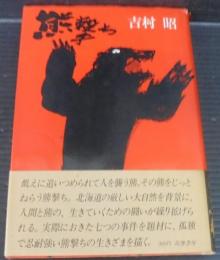 熊撃ち
吉村 昭
飢えに追いつめられて人を襲う熊、その熊をじっと
ねらう熊撃ち。北海道の厳しい大自然を背景に、
人間と熊の、生きていくための闘いが繰り拡げら
れる。実際におきた七つの事件を題材に、孤独
で忍耐強い熊撃ちの生きざまを描く。
筑摩書房